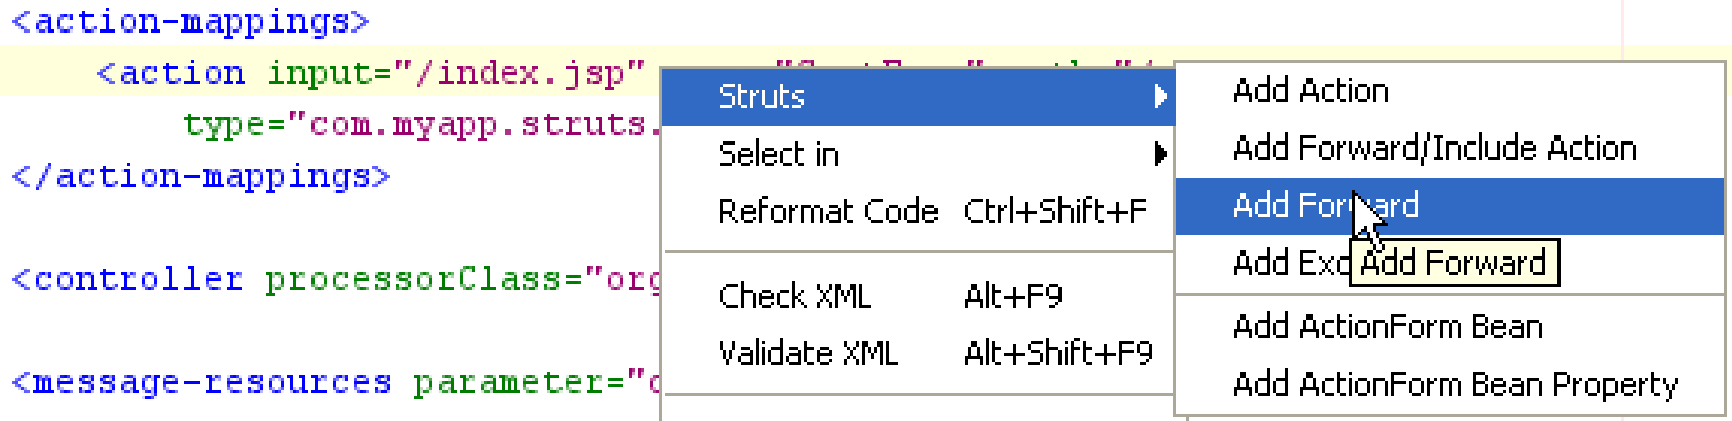 <action-mappings>
<action input="/index.jsp"
type="com.myapp.struts.
</action-mappings>
<controller processorClass="org
<message-resources parameter="c
Struts
Select in
Reformat Code Ctrl+Shift+F
Check XML Alt+F9
Validate XML Alt+Shift+F9
Add Action
Add Forward/Include Action
Add Forward
Add Exc
Add Forward
Add ActionForm Bean
Add ActionForm Bean Property